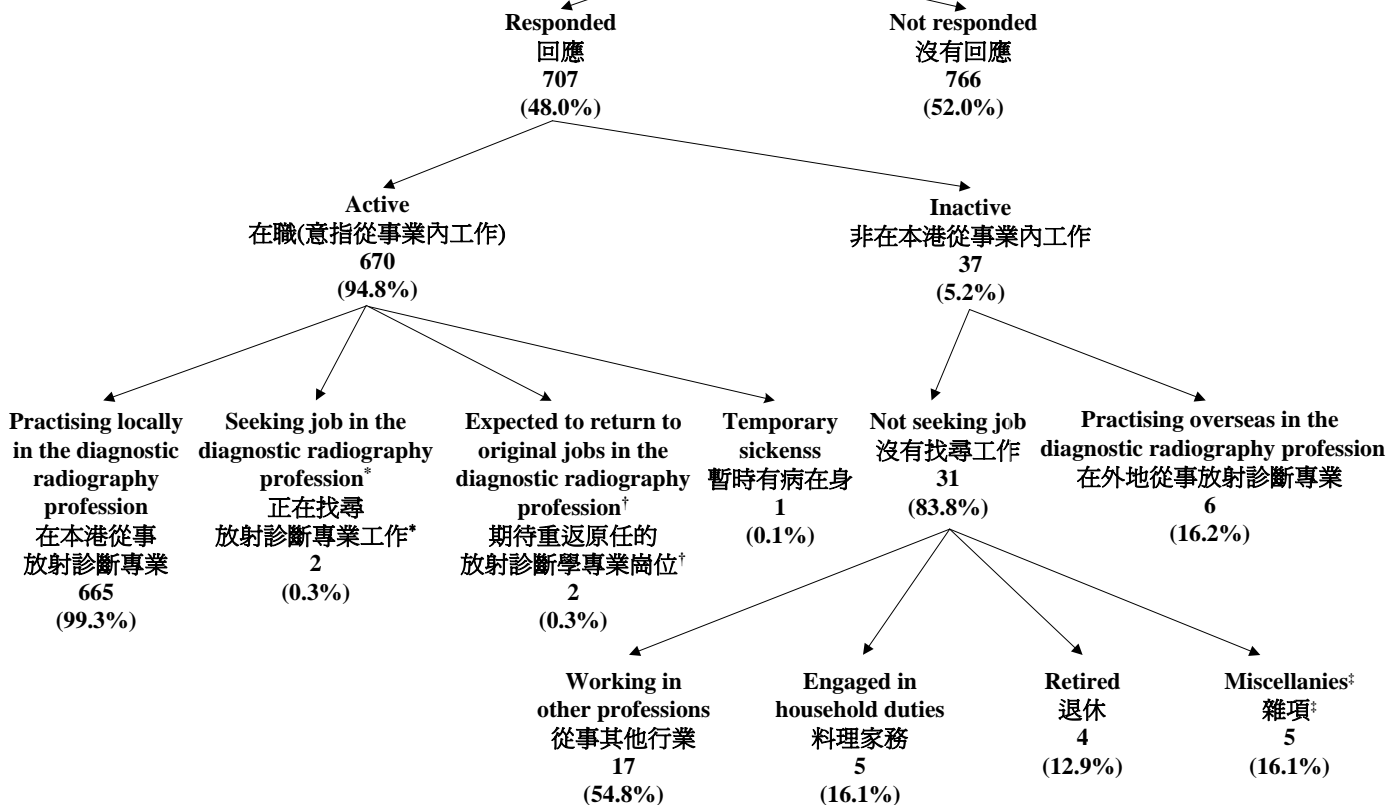 Responded
回應
707
(48.0%)
Not responded
沒有回應
766
(52.0%)
Active
在職(意指從事業內工作)
670
(94.8%)
Inactive
非在本港從事業內工作
37
(5.2%)
Practising locally
in the diagnostic
radiography
profession
在本港從事
放射診斷專業
665
(99.3%)
Seeking job in the
diagnostic radiography
profession*
正在找尋
放射診斷專業工作*
2
(0.3%)
Expected to return to
original jobs in the
diagnostic radiography
profession†
期待重返原任的
放射診斷學專業崗位†
2
(0.3%)
Temporary
sickenss
暫時有病在身
1
(0.1%)
Not seeking job
沒有找尋工作
31
(83.8%)
Practising overseas in the
diagnostic radiography profession
在外地從事放射診斷專業
6
(16.2%)
Working in
other professions
從事其他行業
17
(54.8%)
Engaged in
household duties
料理家務
5
(16.1%)
Retired
退休
4
(12.9%)
Miscellanies‡
雜項‡
5
(16.1%)